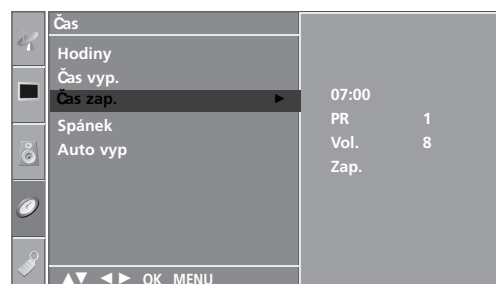 Čas
Hodiny
Čas vyp.
Čas zap. ►
Spánek
Auto vyp
07:00
PR 1
Vol. 8
Zap.
▲▼ ◄► OK MENU